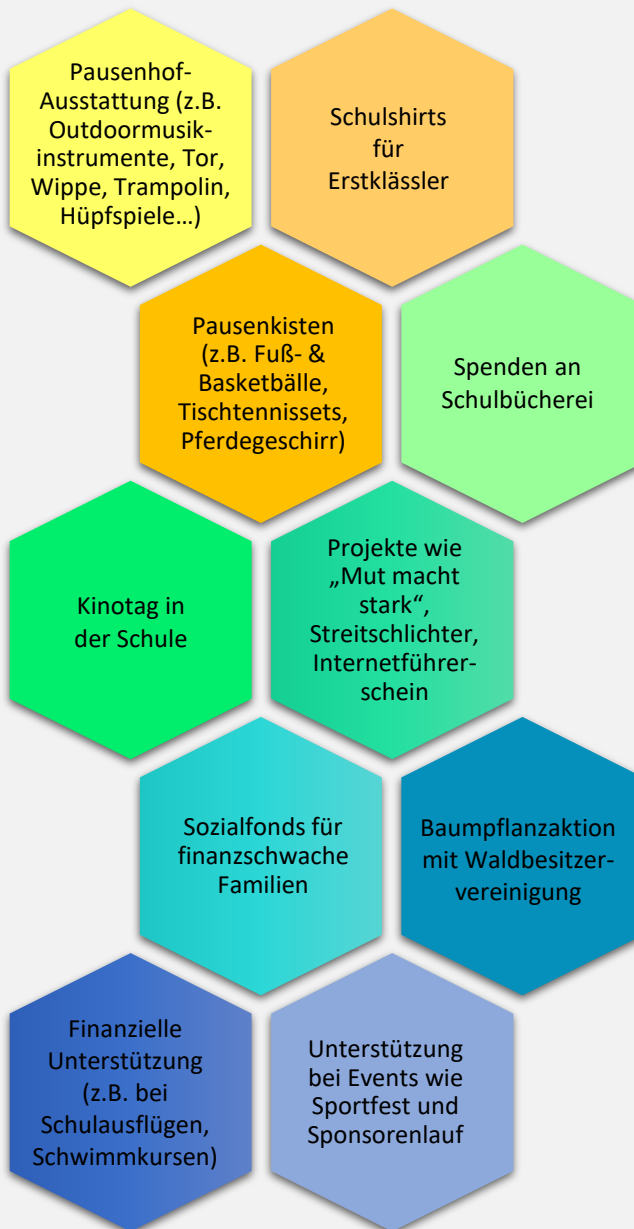 Pausenhof-
Ausstattung (z.B.
Outdoormusik-
instrumente, Tor,
Wippe, Trampolin,
Hüpfspiele…)
Schulshirts
für
Erstklässler
Pausenkisten
(z.B. Fuß- &
Basketbälle,
Tischtennissets,
Pferdegeschirr)
Spenden an
Schulbücherei
Kinotag in
der Schule
Projekte wie
„Mut macht
stark“,
Streitschlichter,
Internetführer-
schein
Sozialfonds für
finanzschwache
Familien
Baumpflanzaktion
mit Waldbesitzer-
vereinigung
Finanzielle
Unterstützung
(z.B. bei
Schulausflügen,
Schwimmkursen)
Unterstützung
bei Events wie
Sportfest und
Sponsorenlauf